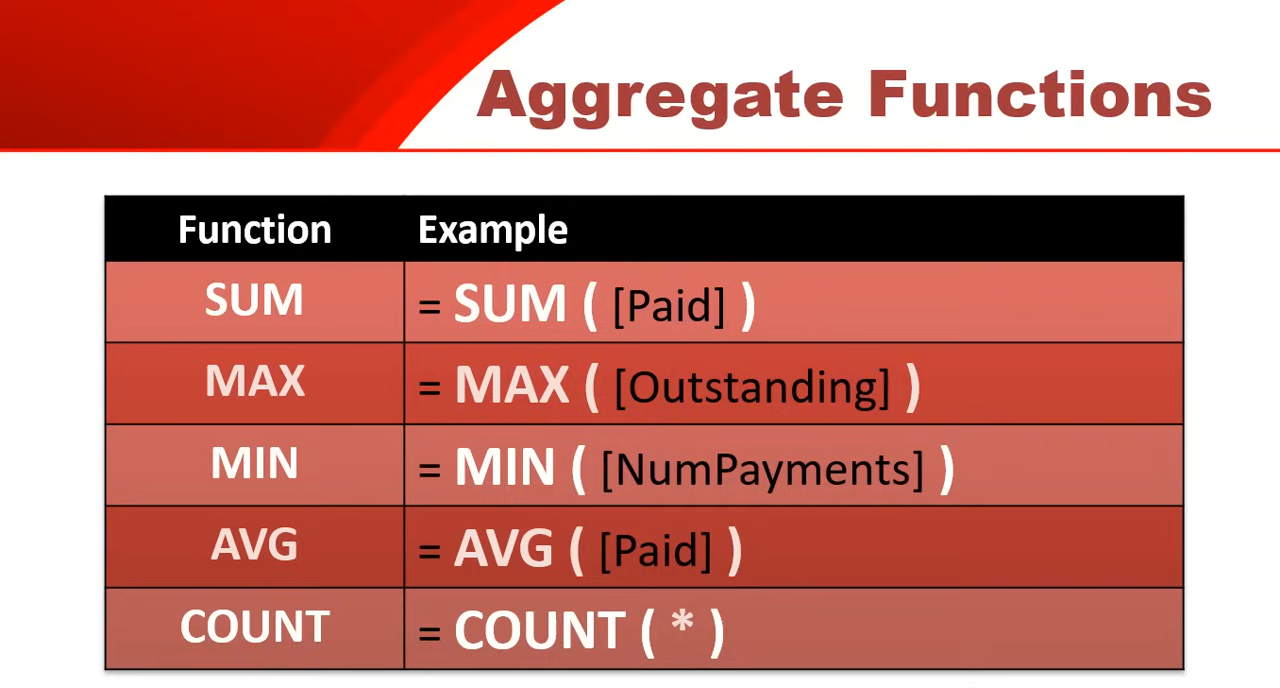 Aggregate Functions
Function Example
SUM = SUM ( [Paid] )
MAX = MAX ( [Outstanding] )
MIN = MIN ( [NumPayments] )
AVG = AVG ( [Paid] )
COUNT = COUNT ( * )